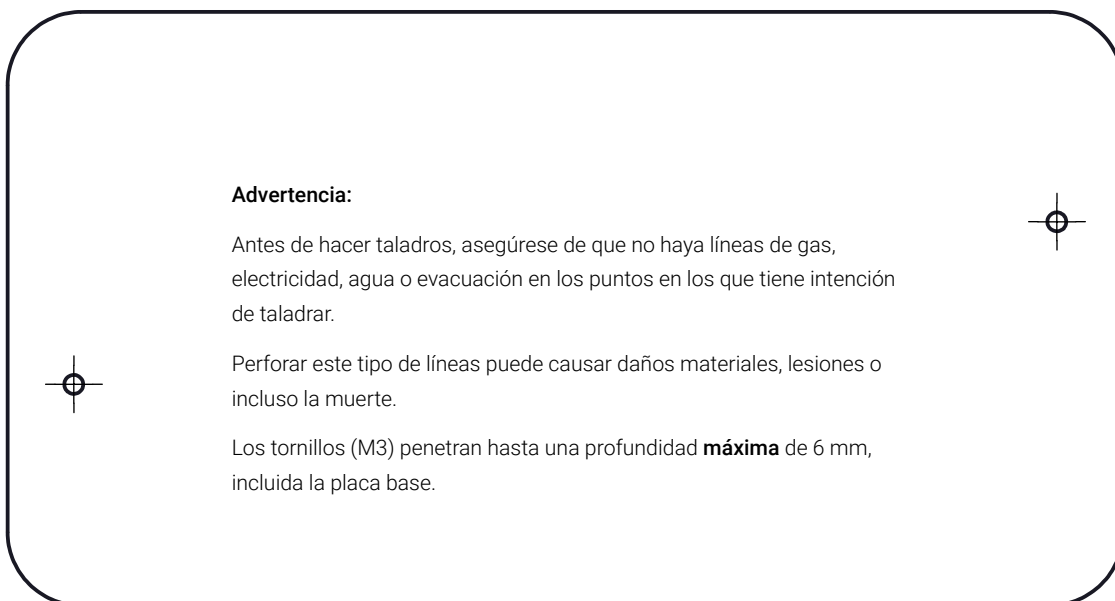 Advertencia:
Antes de hacer taladros, asegúrese de que no haya líneas de gas,
electricidad, agua o evacuación en los puntos en los que tiene intención
de taladrar.
Perforar este tipo de líneas puede causar daños materiales, lesiones o
incluso la muerte.
Los tornillos (M3) penetran hasta una profundidad máxima de 6 mm,
incluida la placa base.